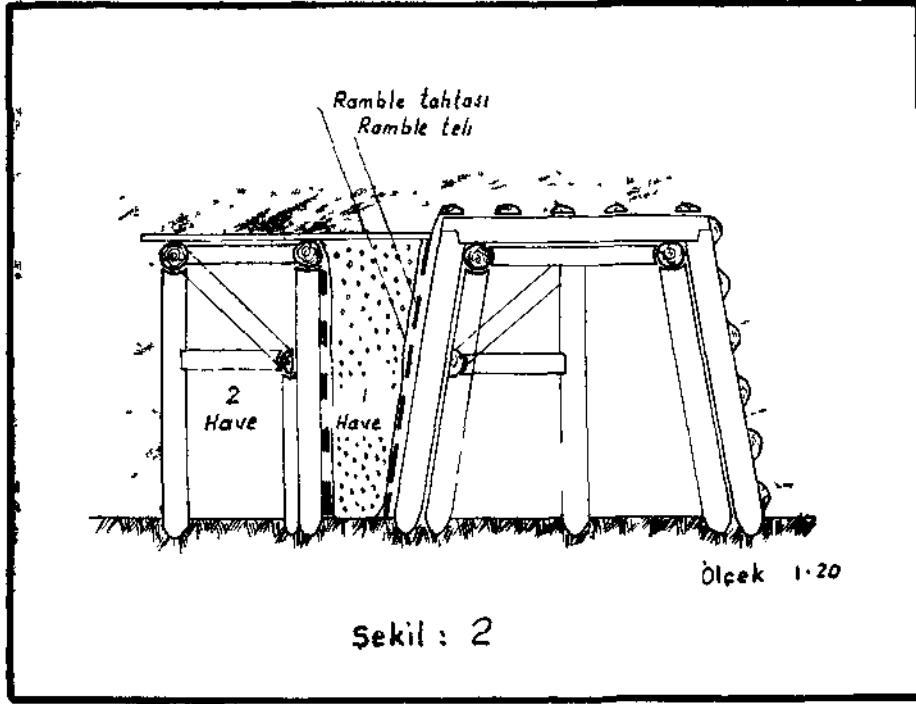 Ramble tahtası
Ramble teli
2
Have
1
Have
Ölçek 1.20
Şekil : 2